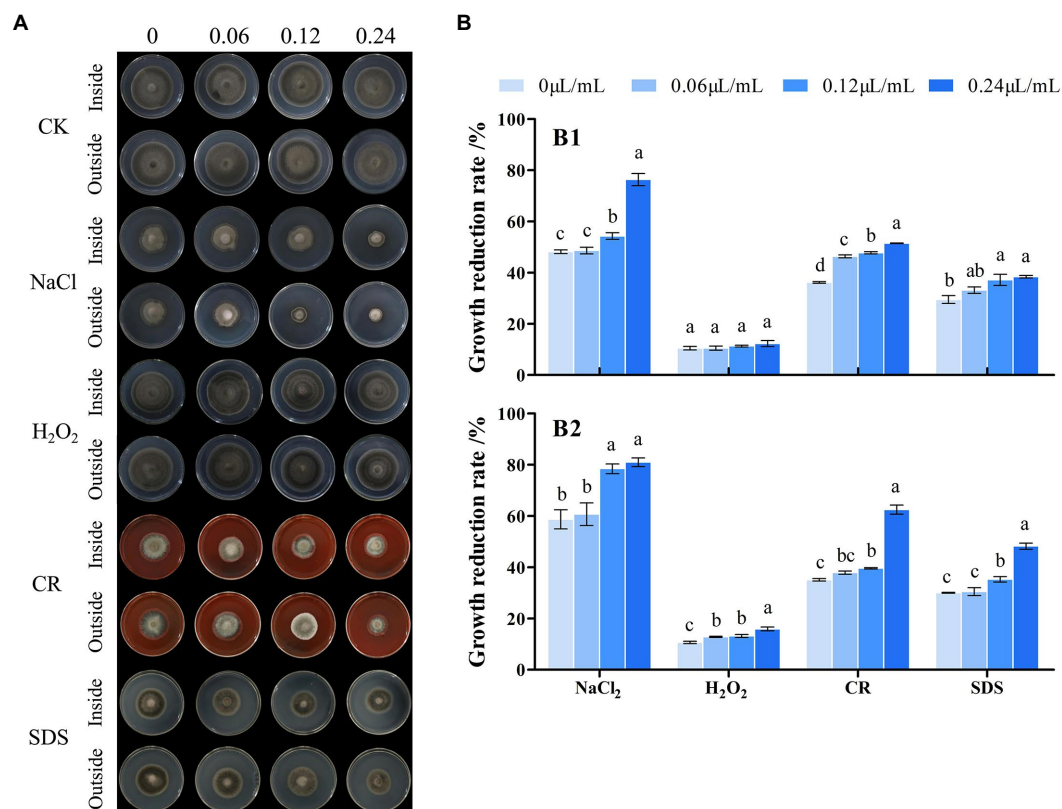 A
0 0.06 0.12 0.24
CK
Inside
Outside
NaCl
Inside
Outside
H₂O₂
Inside
Outside
CR
Inside
Outside
SDS
Inside
Outside
B
0μL/mL 0.06μL/mL 0.12μL/mL 0.24μL/mL
B1
Growth reduction rate /%
100
80
60
40
20
0
c c b a
a a a a
d c b a
b ab a a
B2
Growth reduction rate /%
100
80
60
40
20
0
b b a a
c b b a
c bc b a
c c b a
NaCl₂ H₂O₂ CR SDS